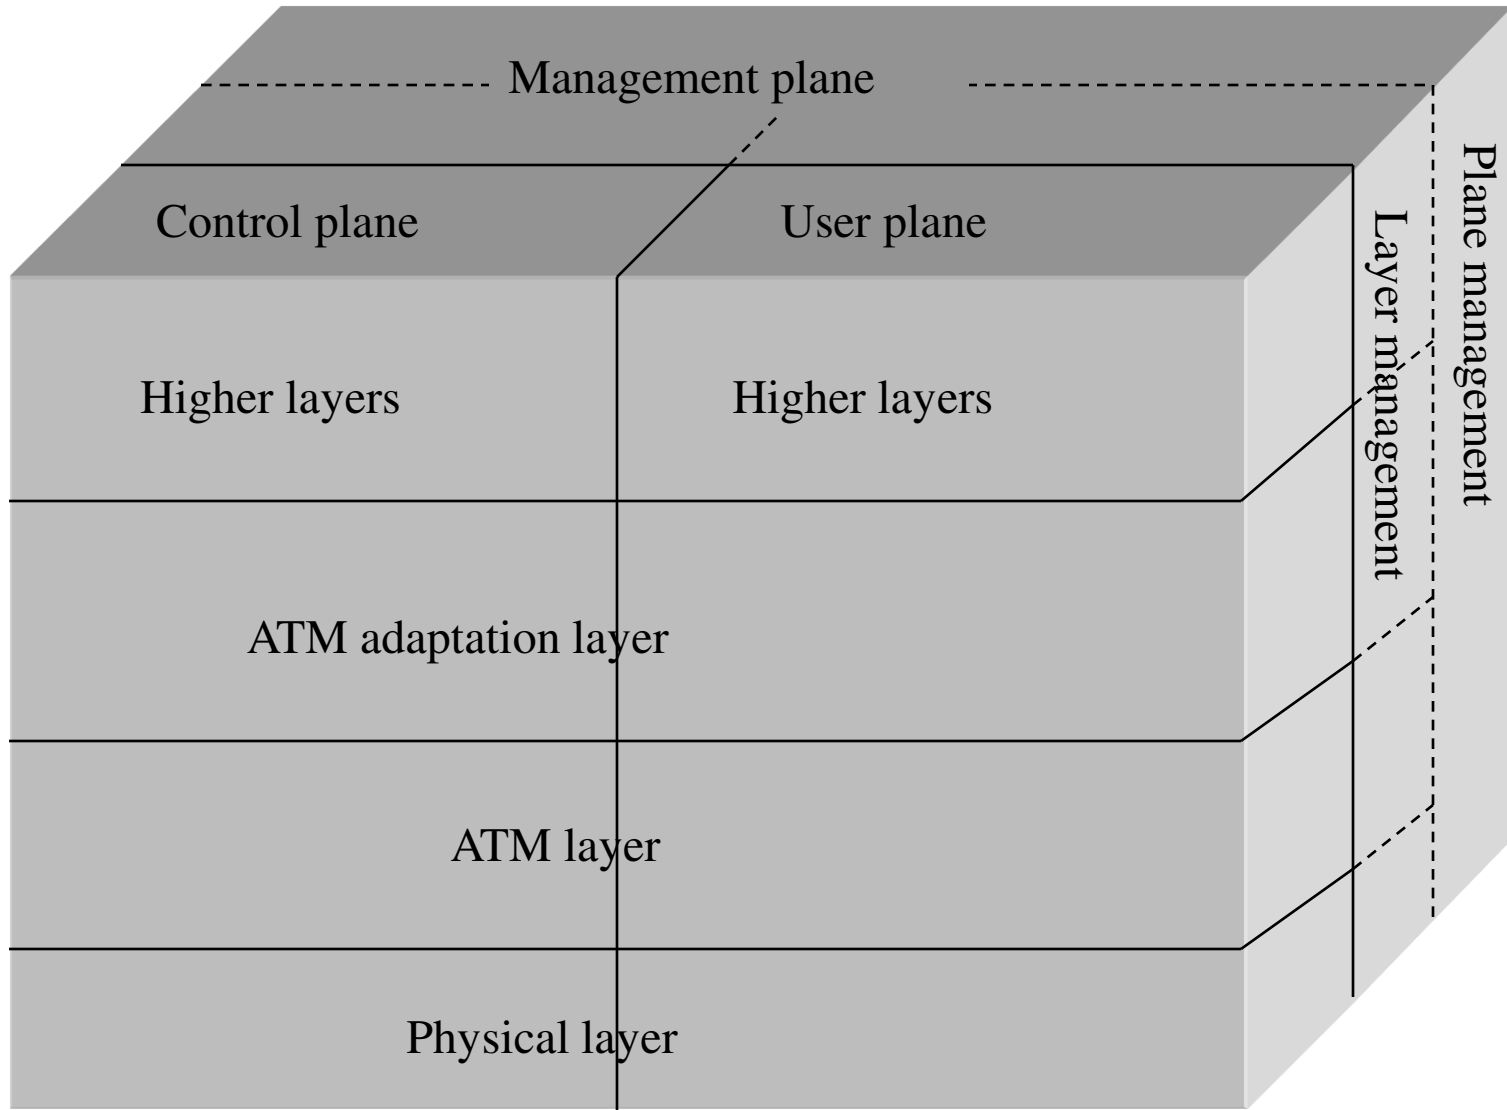 Management plane
Control plane
User plane
Higher layers
Higher layers
ATM adaptation layer
ATM layer
Physical layer
Layer management
Plane management